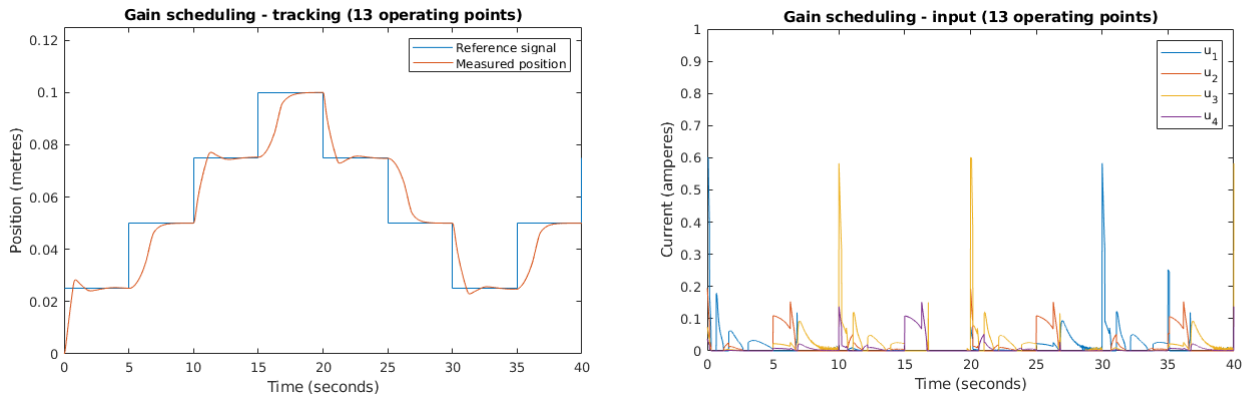 Gain scheduling - tracking (13 operating points)
0.12
0.1
0.08
0.06
0.04
0.02
0
Position (metres)
Reference signal
Measured position
0 5 10 15 20 25 30 35 40
Time (seconds)
Gain scheduling - input (13 operating points)
1
0.9
0.8
0.7
0.6
0.5
0.4
0.3
0.2
0.1
0
Current (amperes)
u1
u2
u3
u4
0 5 10 15 20 25 30 35 40
Time (seconds)